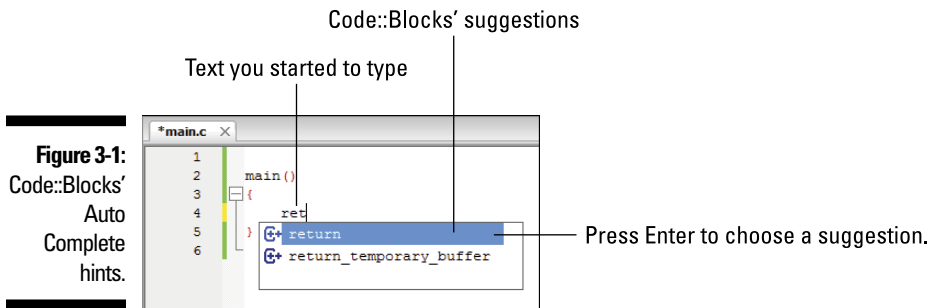 Code::Blocks' suggestions
Text you started to type
*main.c X
Figure 3-1:
Code::Blocks'
Auto
Complete
hints.
1
2 main()
3 {
4 ret
5 }
6
return
return_temporary_buffer
Press Enter to choose a suggestion.